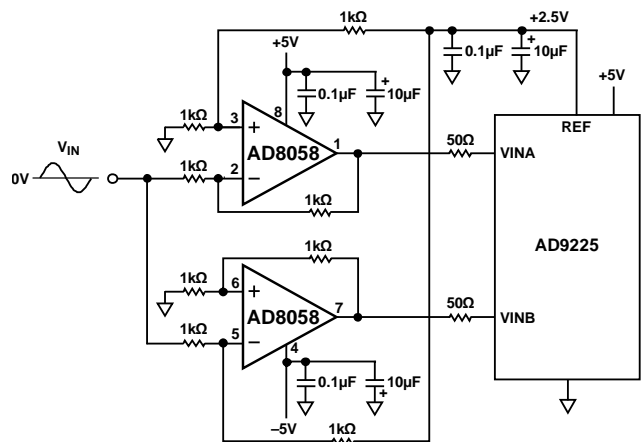 1kΩ
+2.5V
+5V
0.1µF
+
10µF
0.1µF
+
10µF
+5V
1kΩ
3
+
8
REF
VIN
AD8058
1
50Ω
VINA
0V
1kΩ
2
–
1kΩ
AD9225
1kΩ
1kΩ
6
+
AD8058
7
50Ω
VINB
1kΩ
5
–
4
0.1µF
10µF
+
–5V
1kΩ